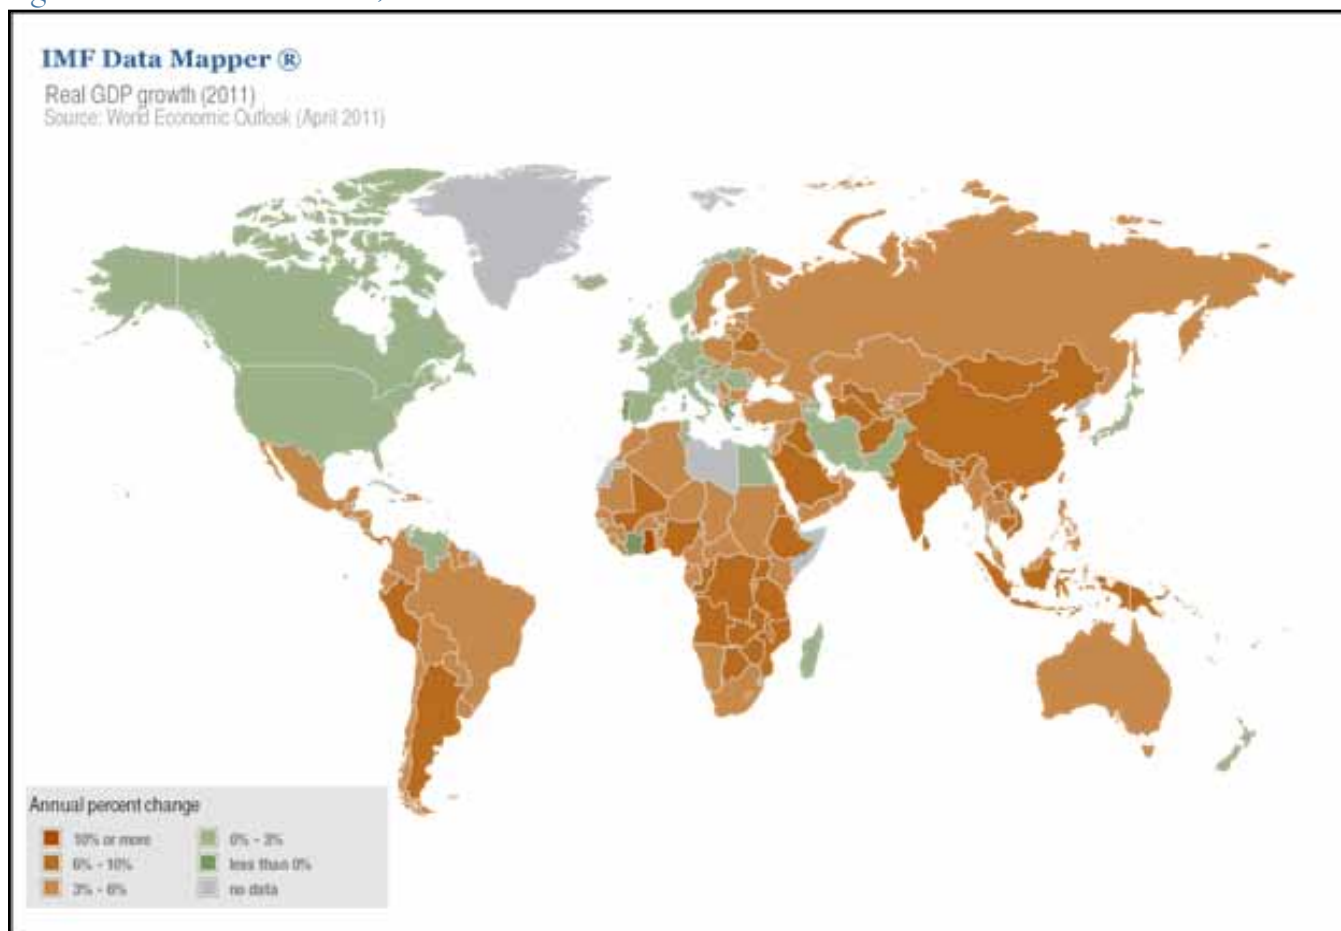 IMF Data Mapper ®
Real GDP growth (2011)
Source: World Economic Outlook (April 2011)
Annual percent change
10% or more
6% - 10%
3% - 6%
0% - 3%
less than 0%
no data